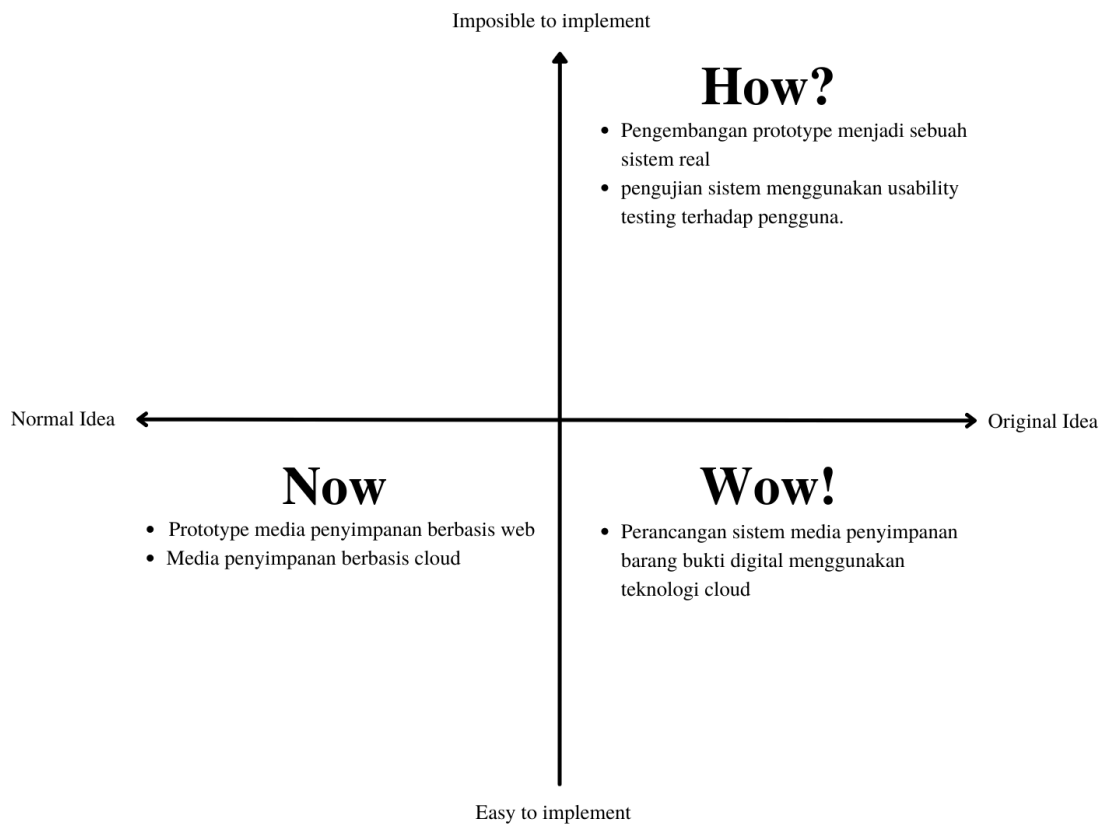 Imposible to implement
How?
• Pengembangan prototype menjadi sebuah
sistem real
• pengujian sistem menggunakan usability
testing terhadap pengguna.
Normal Idea
Original Idea
Now
• Prototype media penyimpanan berbasis web
• Media penyimpanan berbasis cloud
Wow!
• Perancangan sistem media penyimpanan
barang bukti digital menggunakan
teknologi cloud
Easy to implement